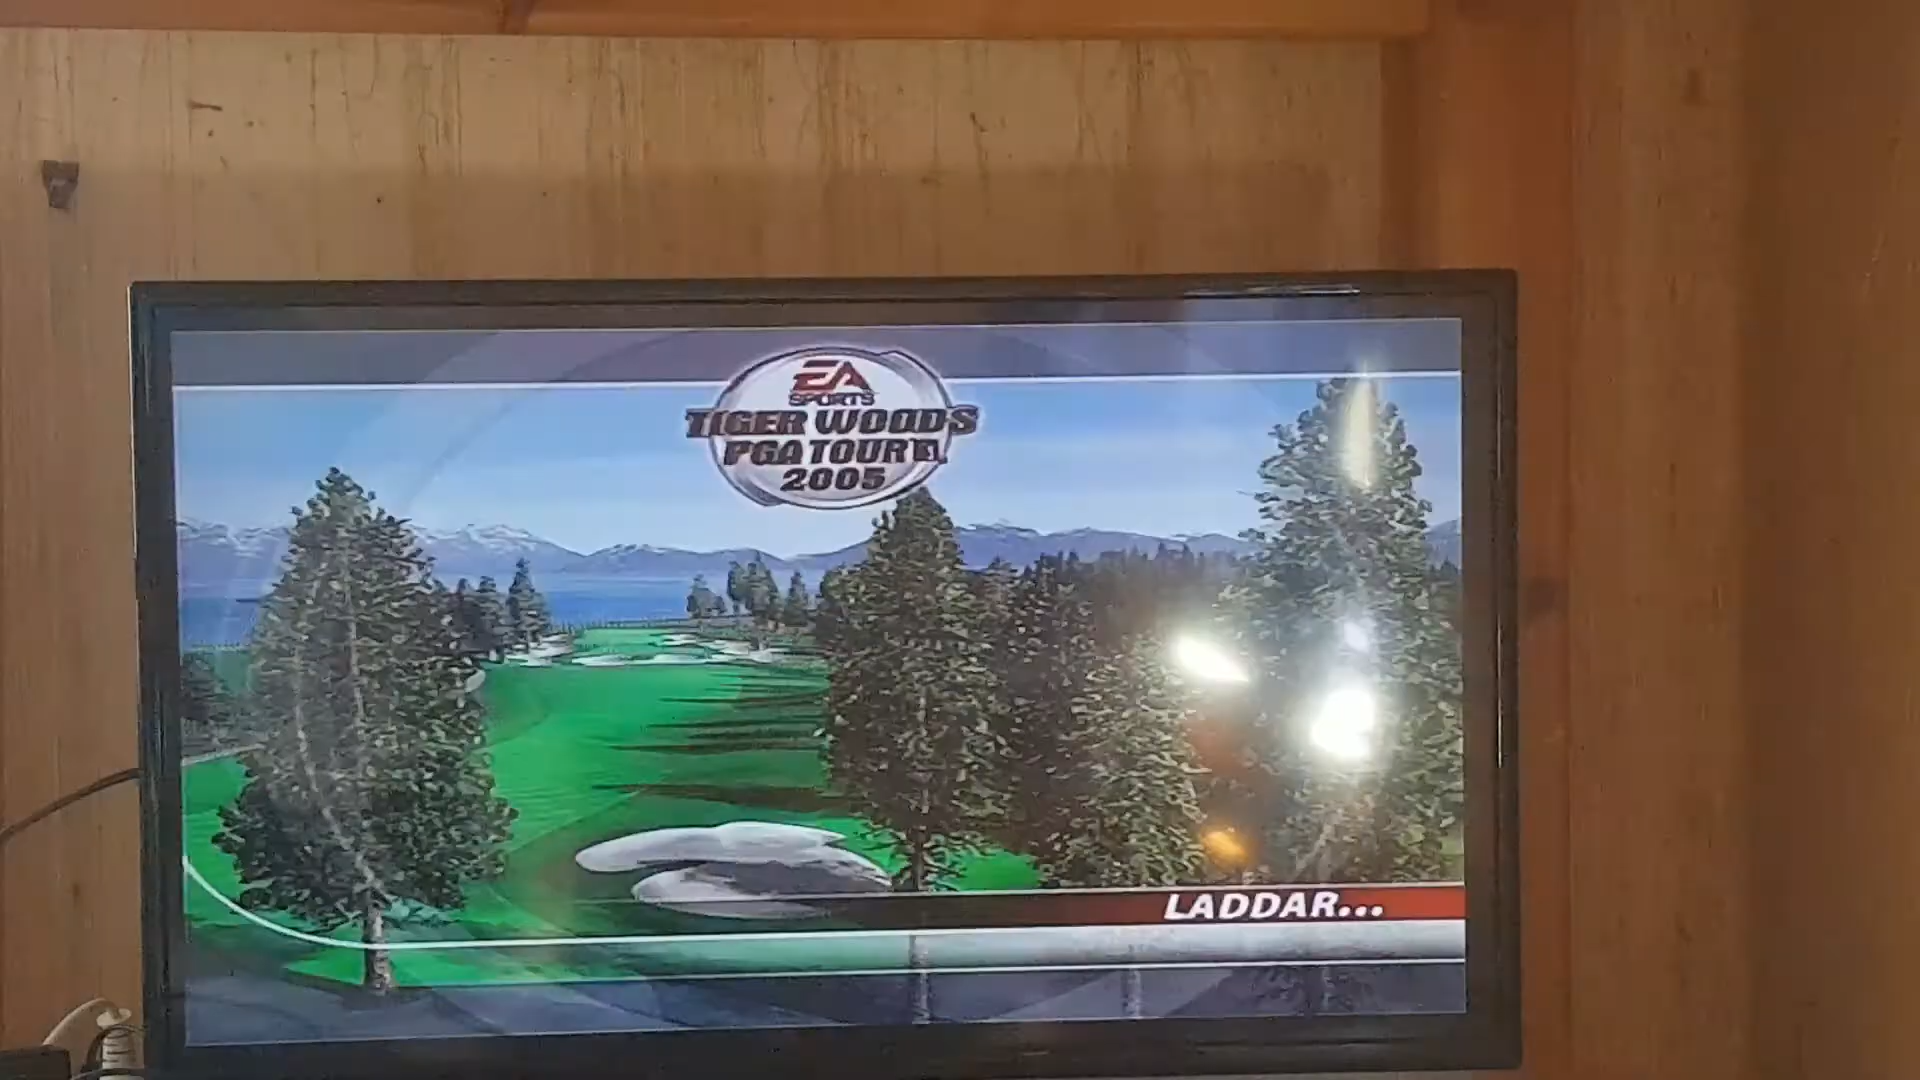 EA
SPORTS
TIGER WOODS
PGA TOUR
2005
LADDAR...